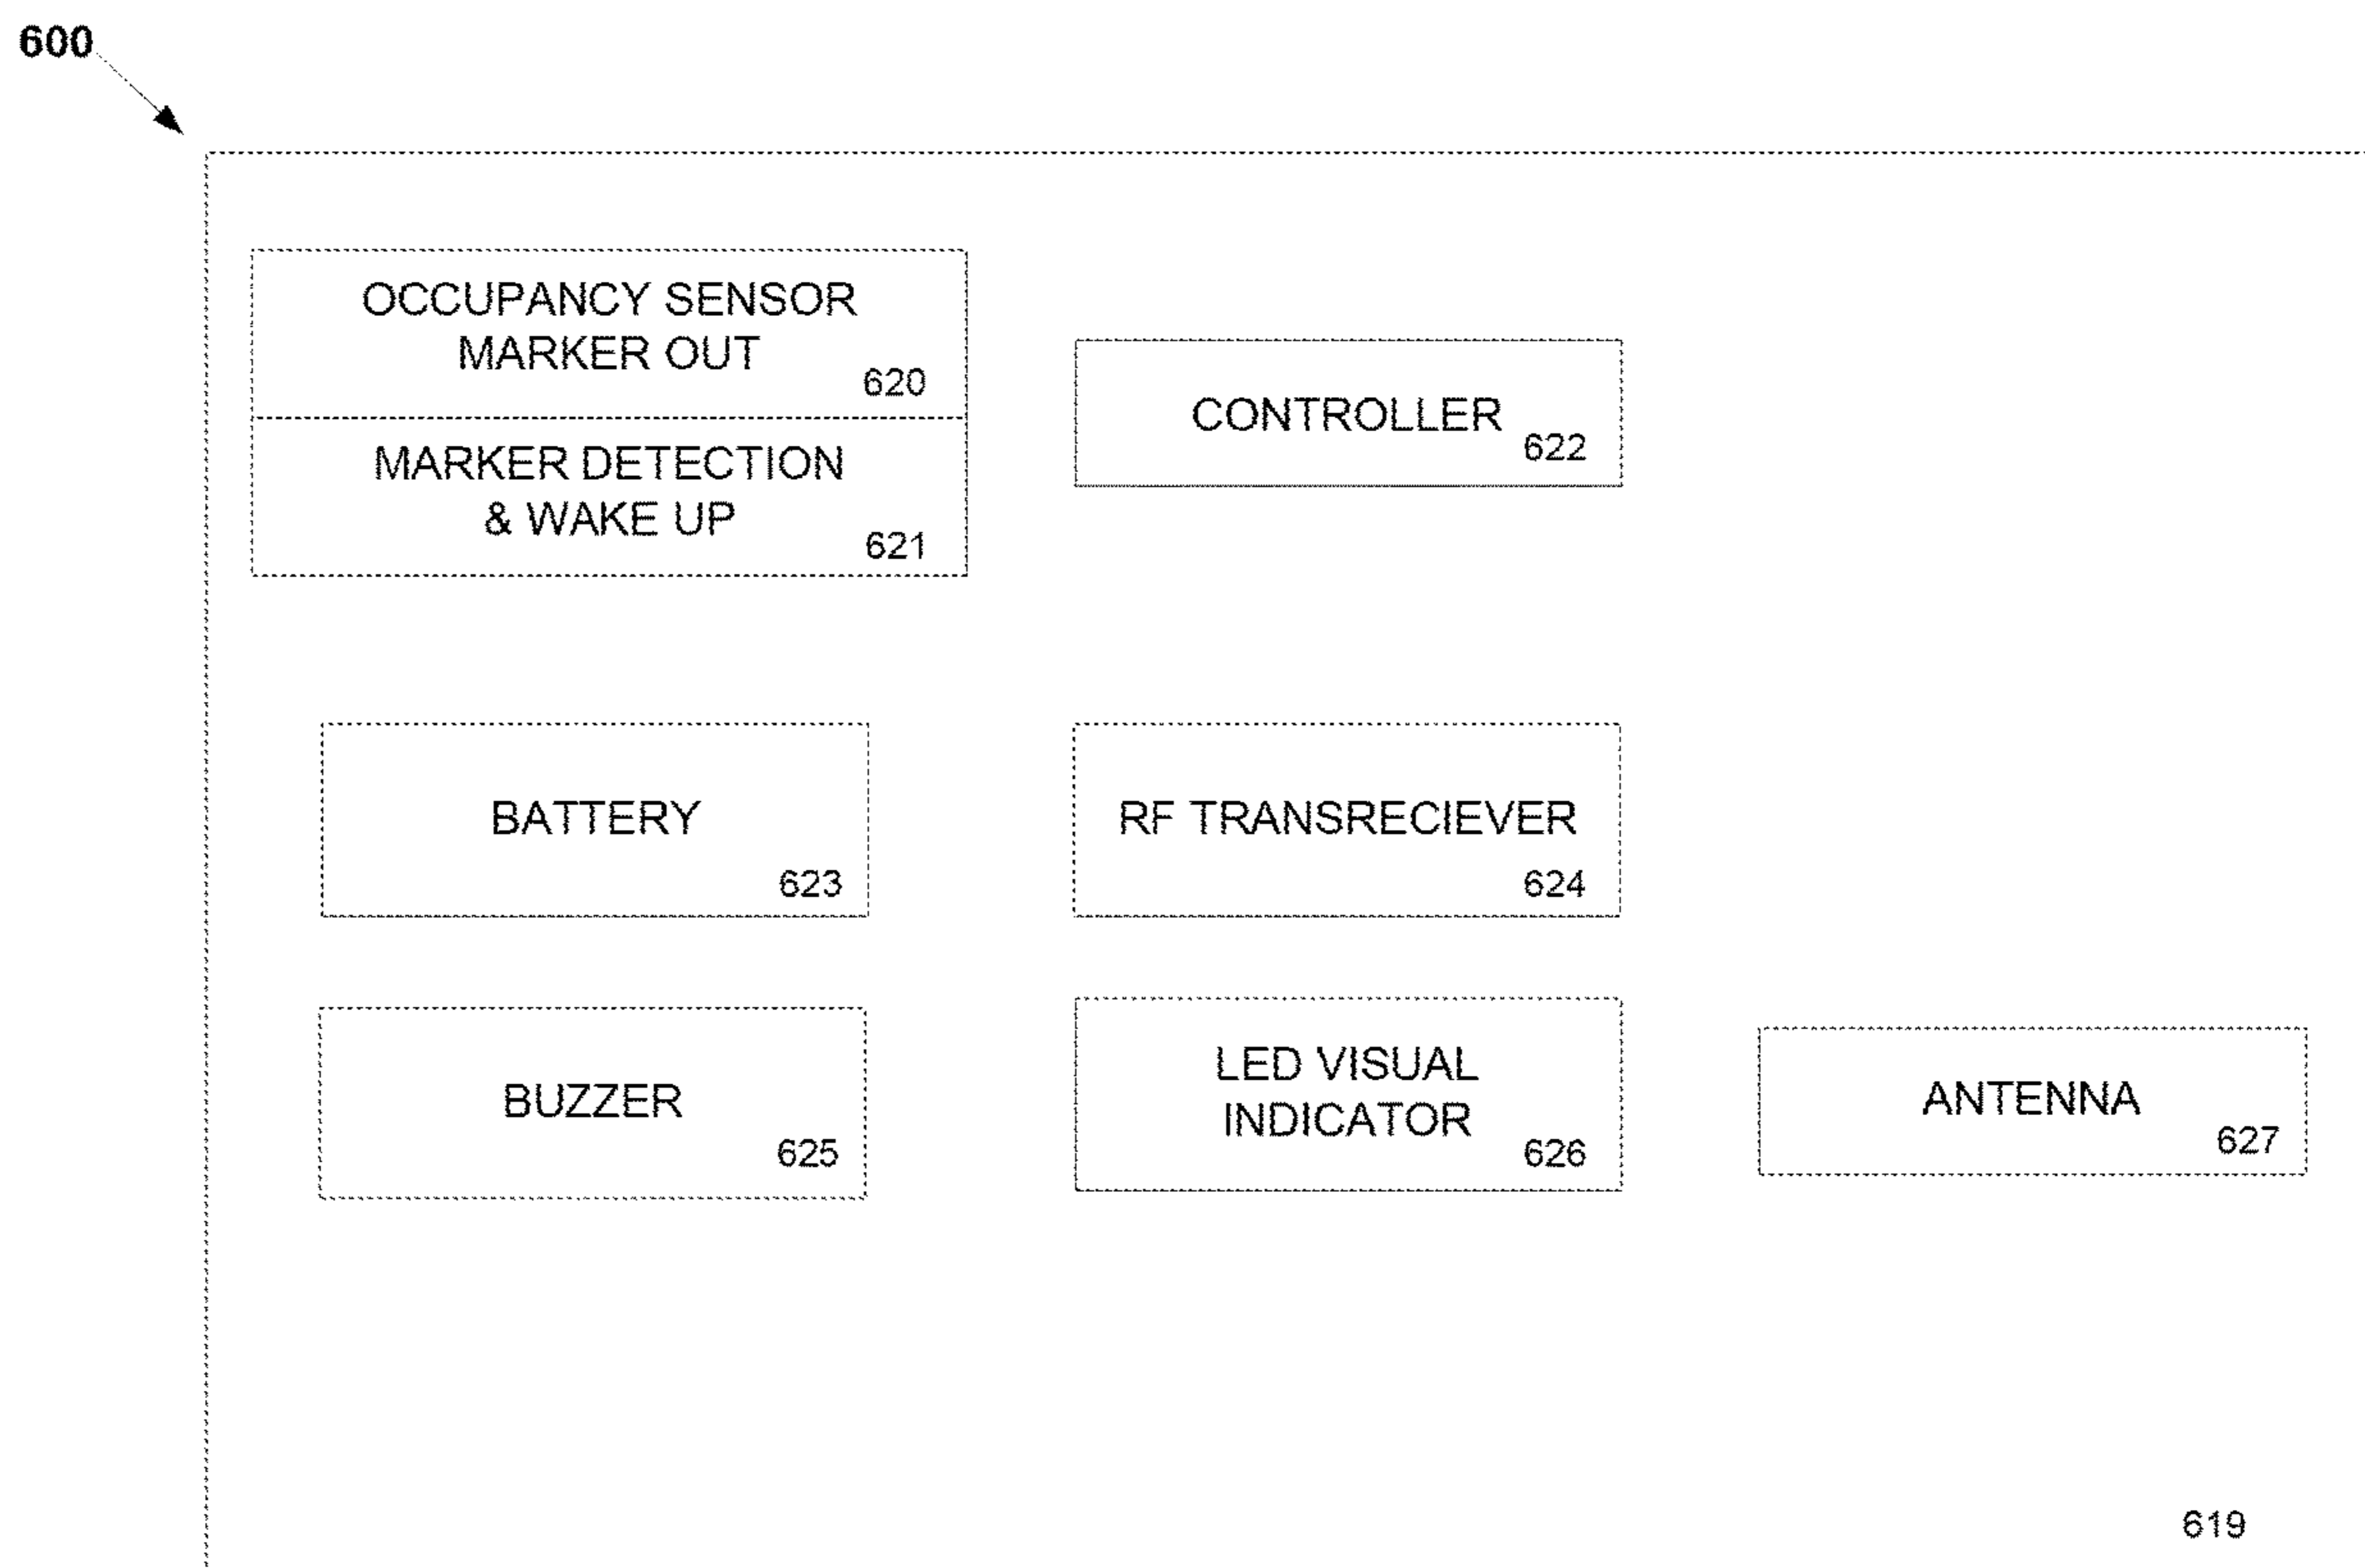 600
OCCUPANCY SENSOR
MARKER OUT
620
MARKER DETECTION
& WAKE UP
621
CONTROLLER
622
BATTERY
623
RF TRANSRECIEVER
624
BUZZER
625
LED VISUAL
INDICATOR
626
ANTENNA
627
619